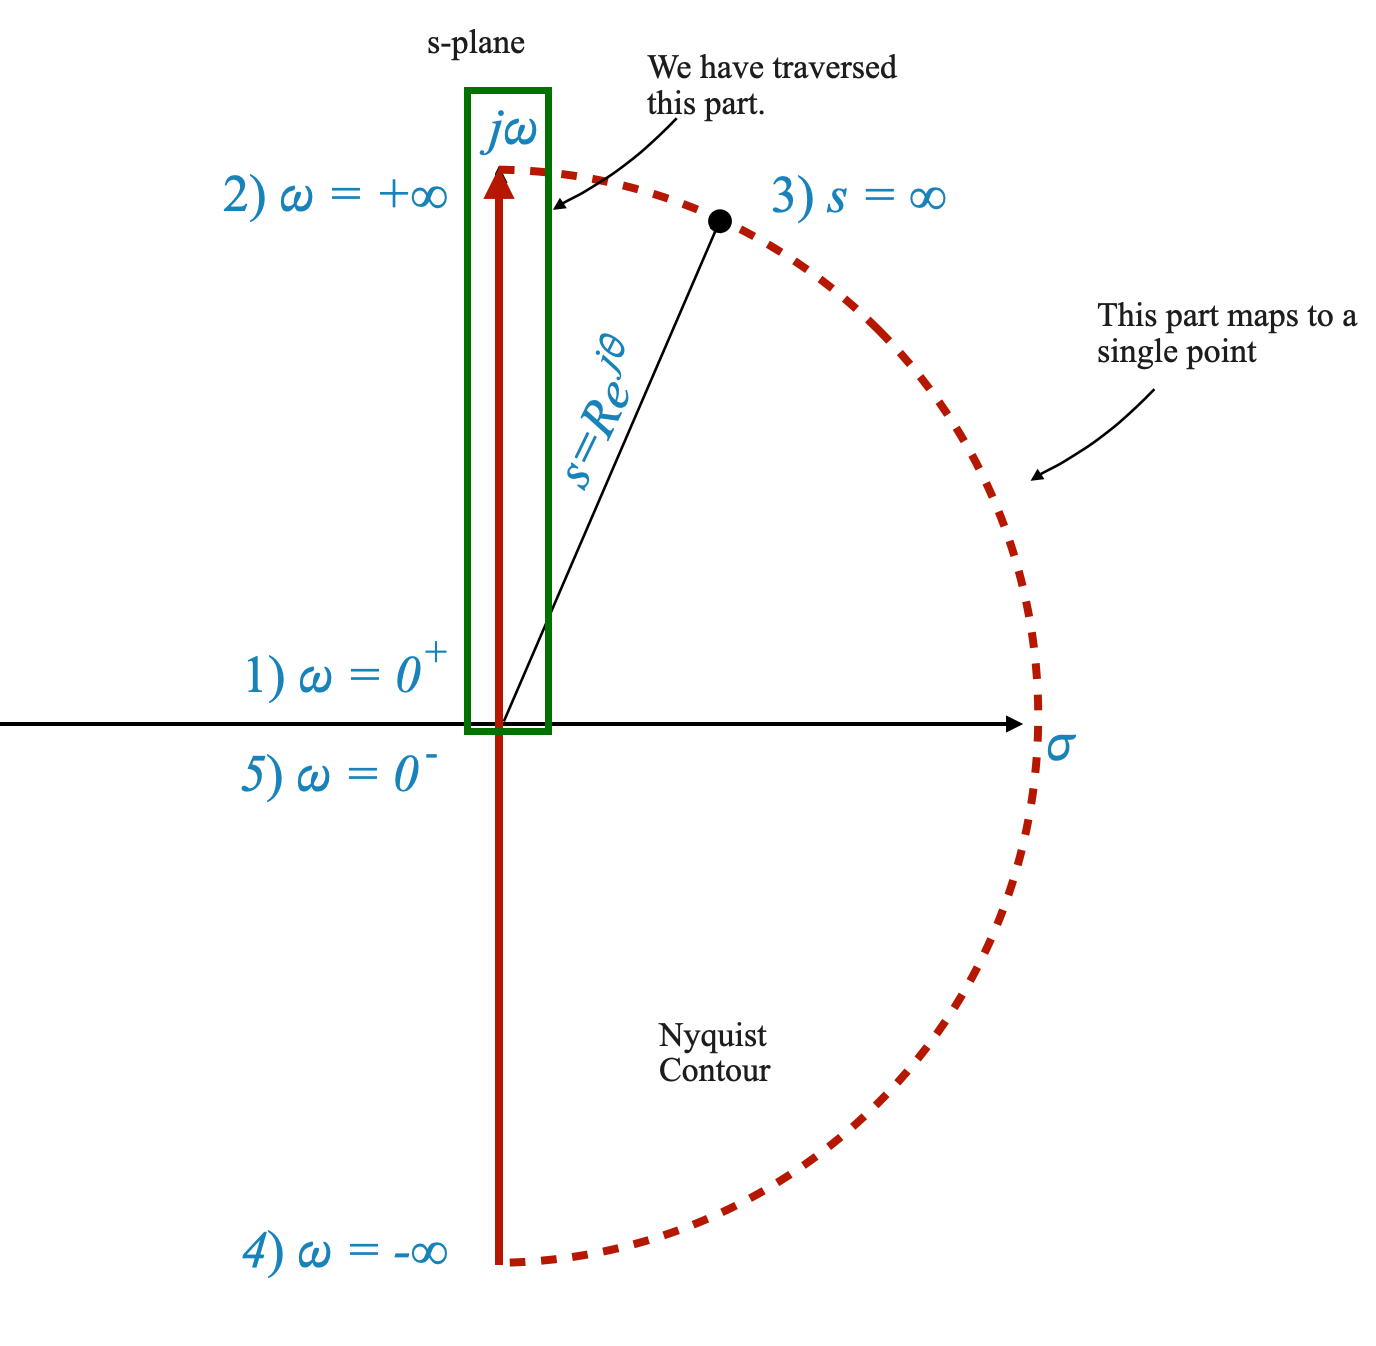 s-plane
We have traversed
this part.
jω
2) ω = +∞
3) s = ∞
This part maps to a
single point
s=Re^jθ
1) ω = 0⁺
σ
5) ω = 0⁻
Nyquist
Contour
4) ω = -∞